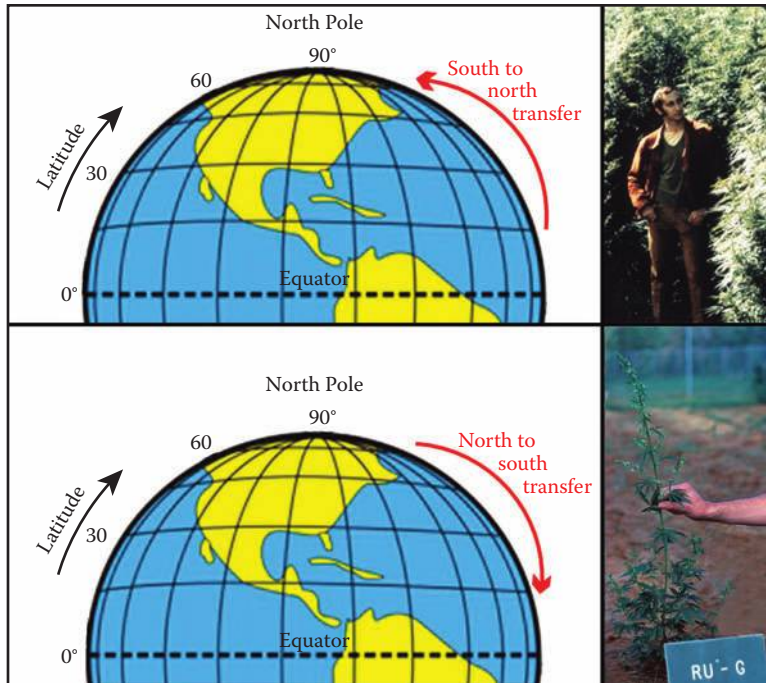 North Pole
90°
60
South to
north
transfer
Latitude
30
Equator
0°
North Pole
90°
60
North to
south
transfer
Latitude
30
Equator
0°
RU - G